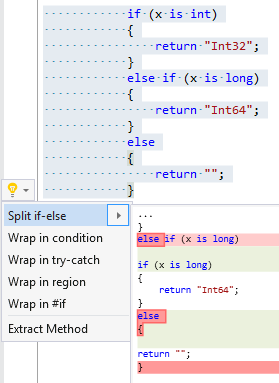 if (x is int)
{
return "Int32";
}
else if (x is long)
{
return "Int64";
}
else
{
return "";
}
Split if-else
Wrap in condition
Wrap in try-catch
Wrap in region
Wrap in #if
Extract Method
...
}
else if (x is long)
if (x is long)
{
return "Int64";
}
else
{
return "";
}